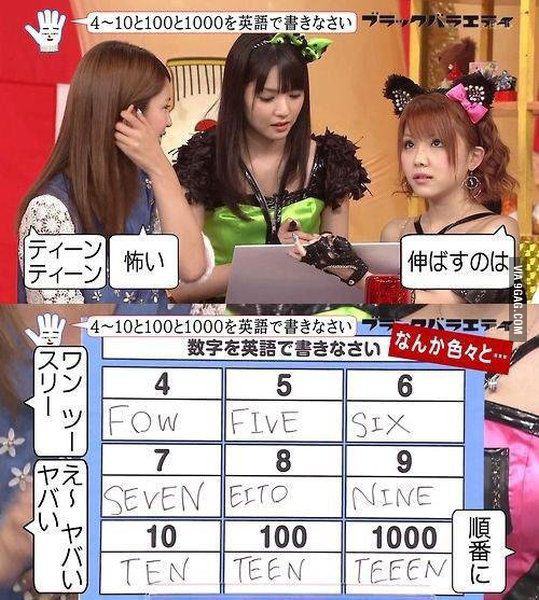 4〜10と100と1000を英語で書きなさい ブラックバラエティ
ティーン
ティーン
怖い
伸ばすのは
VIA 9GAG.COM
4〜10と100と1000を英語で書きなさい ブラックバラエティ
数字を英語で書きなさい なんか色々と…
ワン ツー
スリー
え〜 ヤバい
ヤバい
4 5 6
FOW FIVE SIX
7 8 9
SEVEN EITO NINE
10 100 1000
TEN TEEN TEEEN
順番に